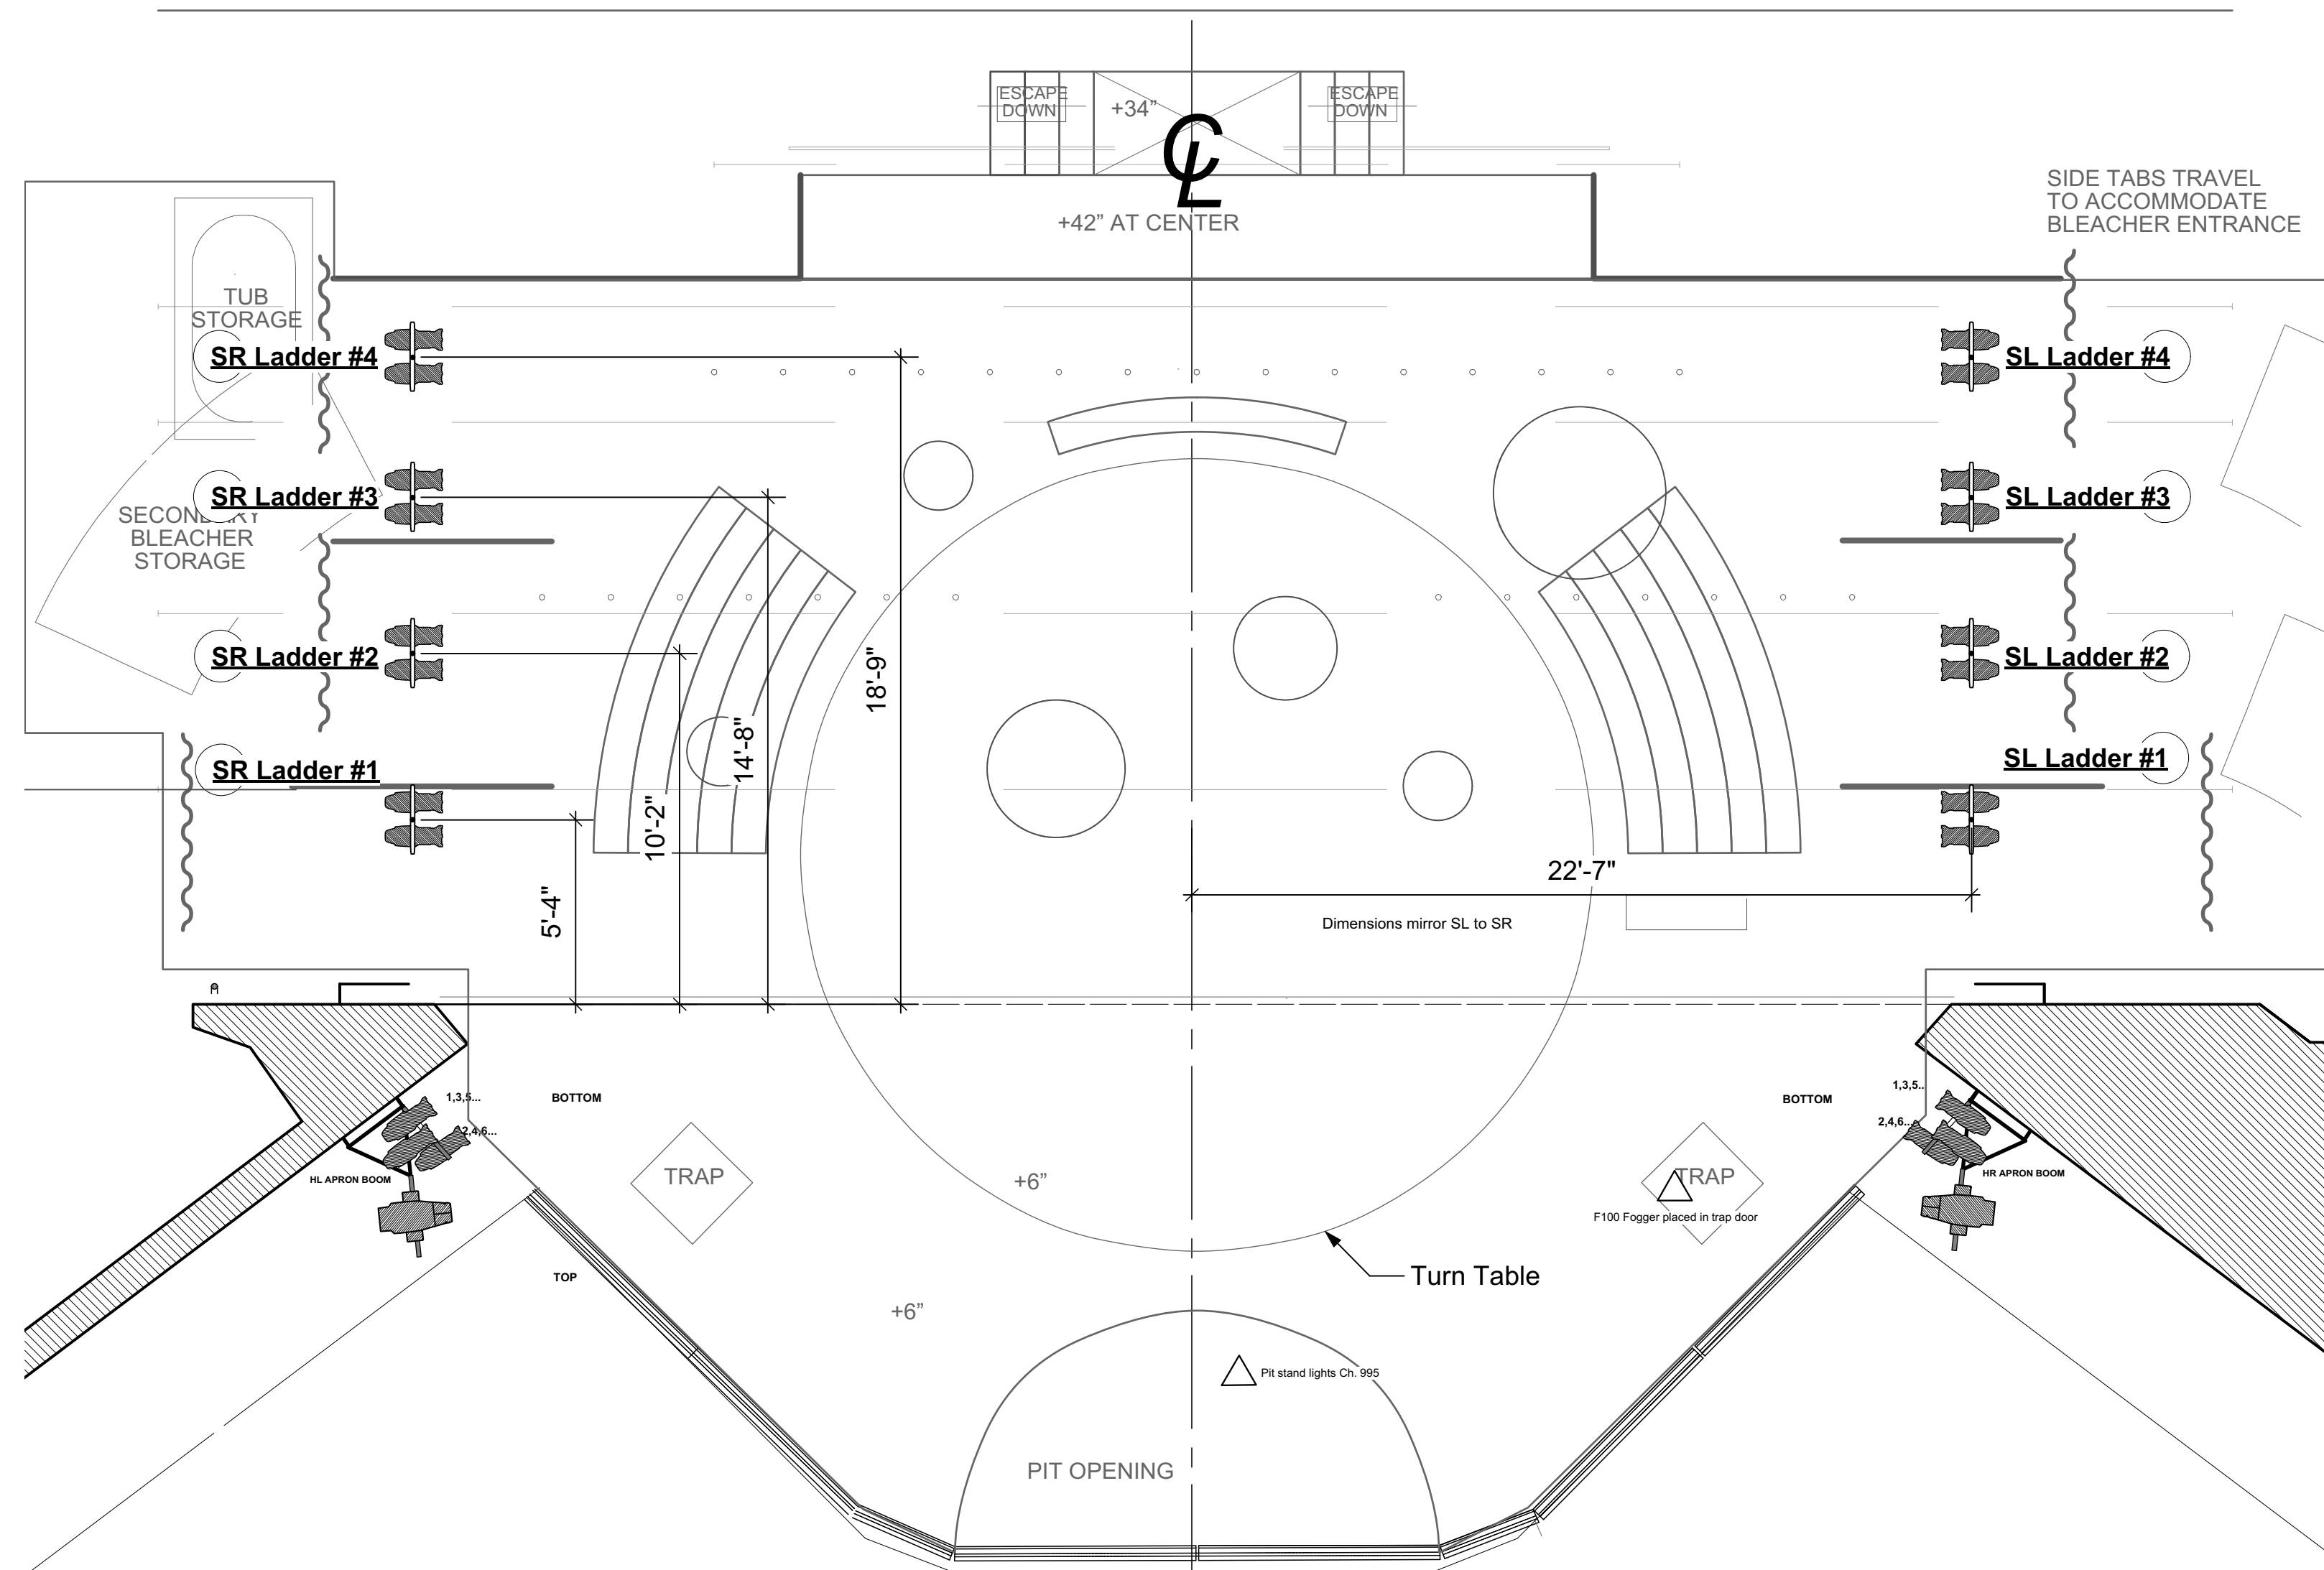 ESCAPE
DOWN
+34”
ESCAPE
DOWN
CL
+42” AT CENTER
SIDE TABS TRAVEL
TO ACCOMMODATE
BLEACHER ENTRANCE
TUB
STORAGE
SR Ladder #4
SL Ladder #4
SR Ladder #3
SL Ladder #3
SECONDARY
BLEACHER
STORAGE
SR Ladder #2
SL Ladder #2
18'-9"
14'-8"
SR Ladder #1
SL Ladder #1
10'-2"
5'-4"
22'-7"
Dimensions mirror SL to SR
1,3,5...
BOTTOM
BOTTOM
1,3,5...
2,4,6...
2,4,6...
HL APRON BOOM
TRAP
+6”
TRAP
HR APRON BOOM
F100 Fogger placed in trap door
TOP
Turn Table
+6”
Pit stand lights Ch. 995
PIT OPENING